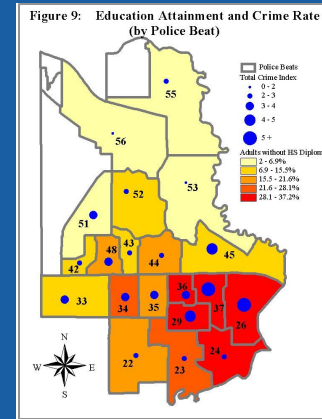 Figure 9: Education Attainment and Crime Rate
(by Police Beat)
Police Beats
Total Crime Index
0 - 2
2 - 3
3 - 4
4 - 5
5 +
Adults without HS Diplom
2 - 6.9%
6.9 - 15.5%
15.5 - 21.6%
21.6 - 28.1%
28.1 - 37.2%
55
56
52
53
51
48
43
44
45
42
36
33
34
35
37
26
29
22
23
24
N
W E
S